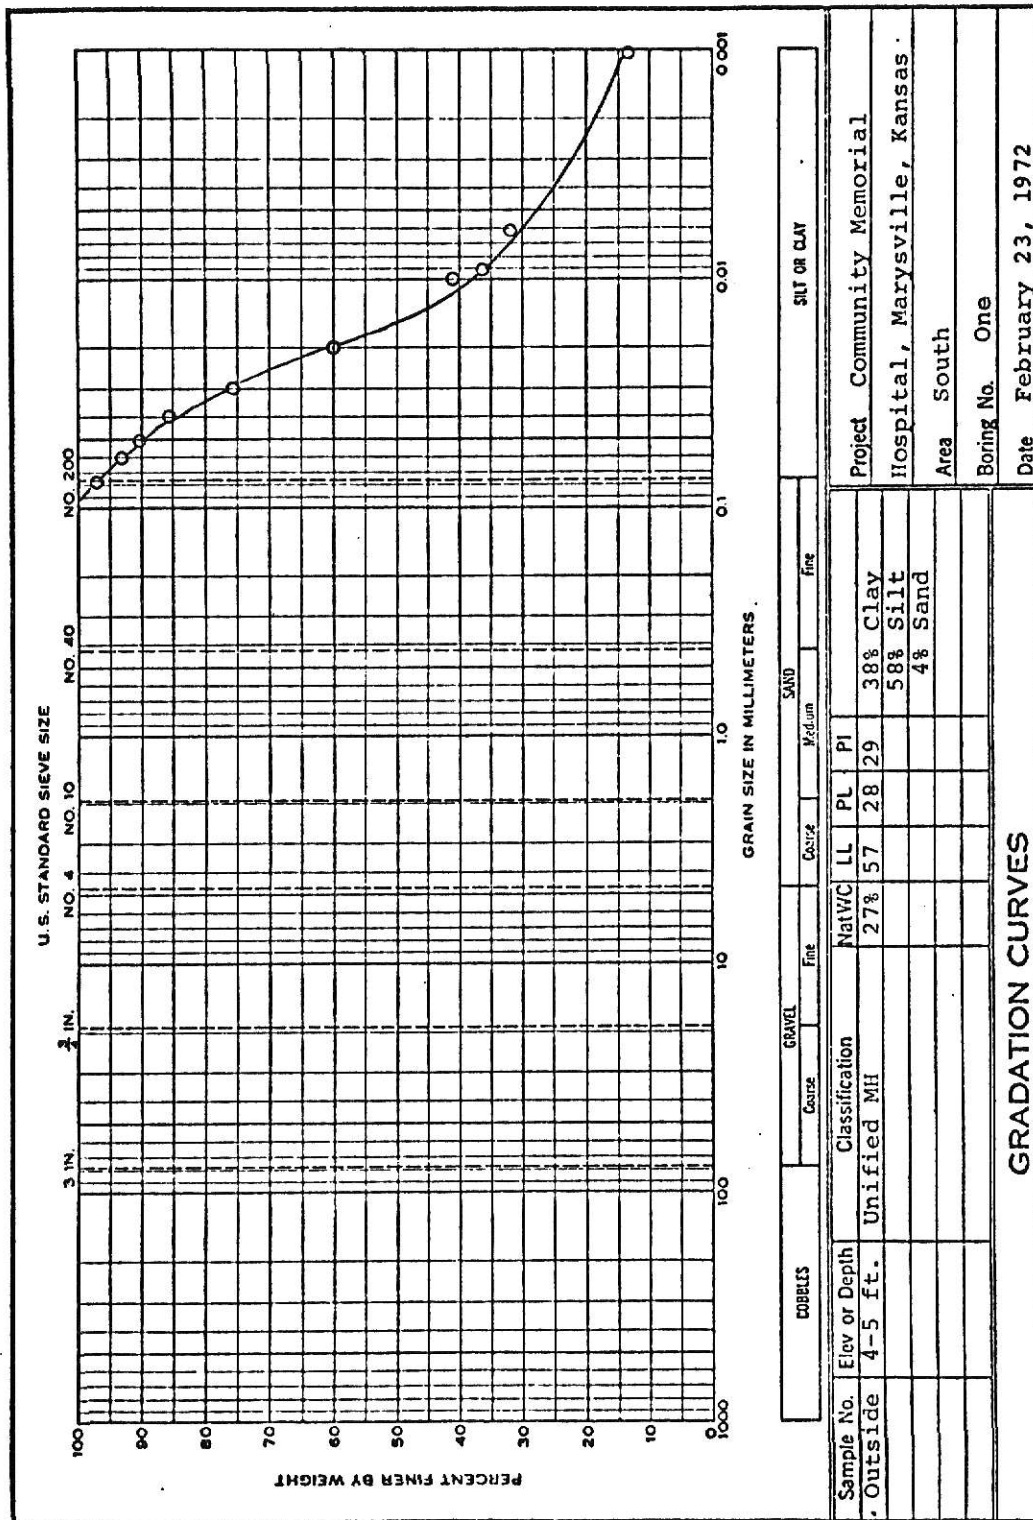 U.S. STANDARD SIEVE SIZE
3 IN. 3/4 IN. NO. 4 NO. 10 NO. 40 NO. 200
PERCENT FINER BY WEIGHT
100
90
80
70
60
50
40
30
20
10
0
1000 100 10 1.0 0.1 0.01 0.001
GRAIN SIZE IN MILLIMETERS
COBBLES GRAVEL SAND SILT OR CLAY
Coarse Fine Coarse Medium Fine
Sample No. Elev or Depth Classification Nat WC LL PL PI
Outside 4-5 ft. Unified MH 27% 57 28 29 38% Clay
58% Silt
4% Sand
Project Community Memorial
Hospital, Marysville, Kansas
Area South
Boring No. One
Date February 23, 1972
GRADATION CURVES